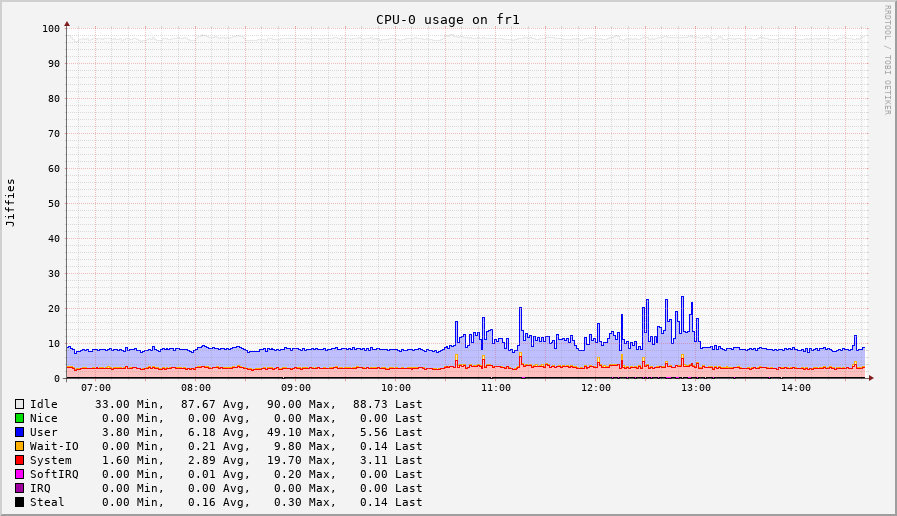 CPU-0 usage on fr1
RRDTOOL / TOBI OETIKER
Jiffies
100
90
80
70
60
50
40
30
20
10
0
07:00 08:00 09:00 10:00 11:00 12:00 13:00 14:00
Idle 33.00 Min, 87.67 Avg, 90.00 Max, 88.73 Last
Nice 0.00 Min, 0.00 Avg, 0.00 Max, 0.00 Last
User 3.80 Min, 6.18 Avg, 49.10 Max, 5.56 Last
Wait-IO 0.00 Min, 0.21 Avg, 9.80 Max, 0.14 Last
System 1.60 Min, 2.89 Avg, 19.70 Max, 3.11 Last
SoftIRQ 0.00 Min, 0.01 Avg, 0.20 Max, 0.00 Last
IRQ 0.00 Min, 0.00 Avg, 0.00 Max, 0.00 Last
Steal 0.00 Min, 0.16 Avg, 0.30 Max, 0.14 Last